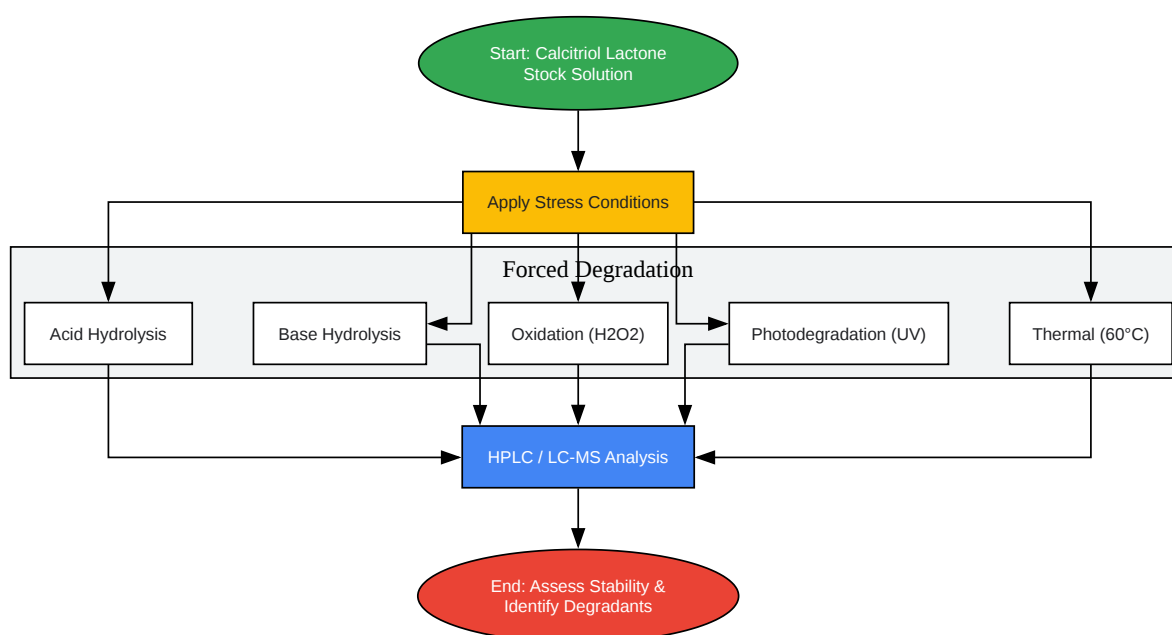 Start: Calcitriol Lactone
Stock Solution
Apply Stress Conditions
Forced Degradation
Acid Hydrolysis
Base Hydrolysis
Oxidation (H2O2)
Photodegradation (UV)
Thermal (60°C)
HPLC / LC-MS Analysis
End: Assess Stability &
Identify Degradants